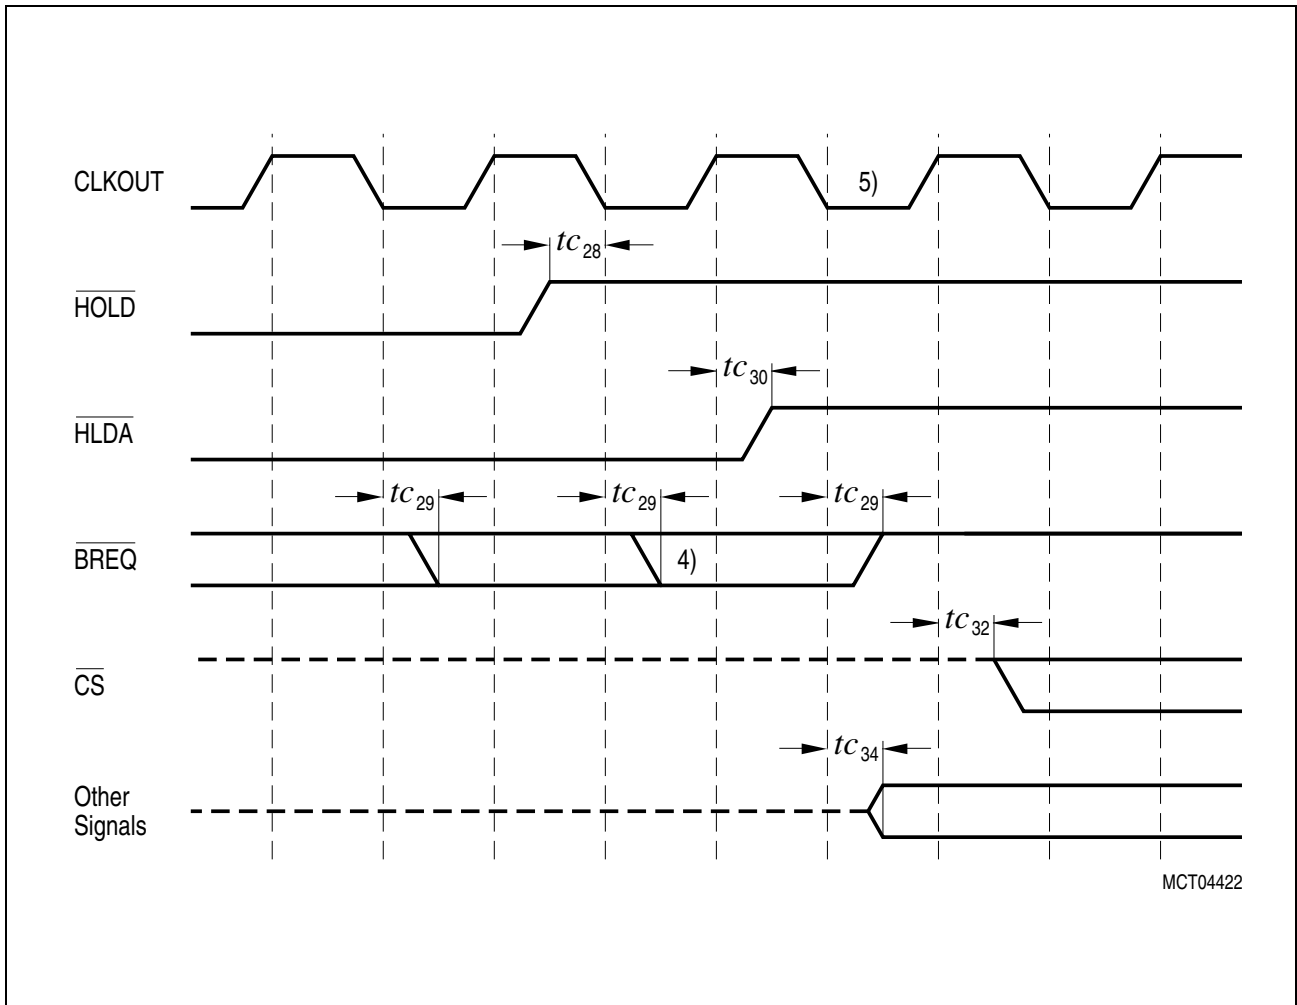 CLKOUT
5)
tc28
HOLD
tc30
HLDA
tc29 tc29 tc29
BREQ
4)
tc32
CS
tc34
Other
Signals
MCT04422